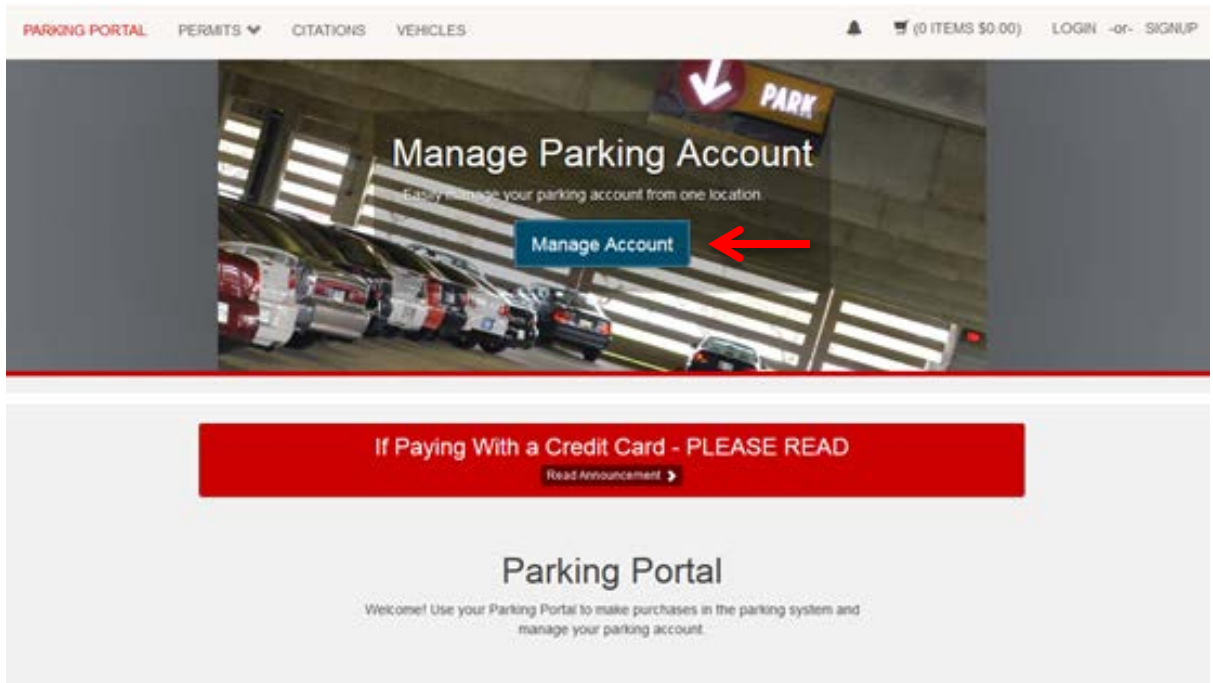 PARKING PORTAL PERMITS CITATIONS VEHICLES (0 ITEMS $0.00) LOGIN -or- SIGNUP
PARK
Manage Parking Account
Easily manage your parking account from one location.
Manage Account
If Paying With a Credit Card - PLEASE READ
Read Announcement
Parking Portal
Welcome! Use your Parking Portal to make purchases in the parking system and
manage your parking account.